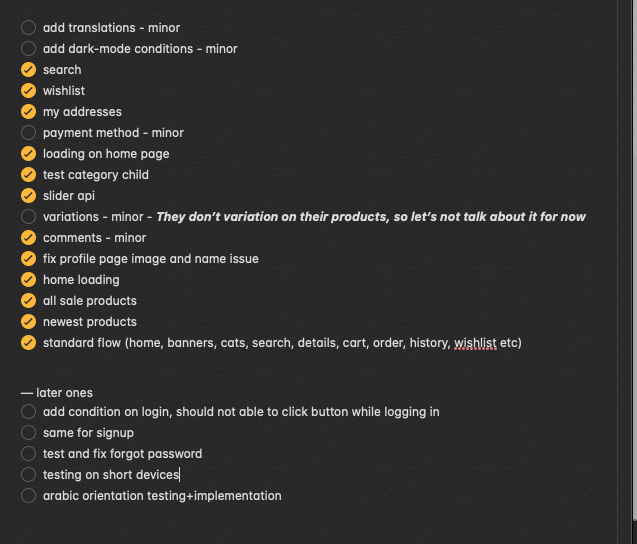 add translations - minor
add dark-mode conditions - minor
search
wishlist
my addresses
payment method - minor
loading on home page
test category child
slider api
variations - minor - They don't variation on their products, so let's not talk about it for now
comments - minor
fix profile page image and name issue
home loading
all sale products
newest products
standard flow (home, banners, cats, search, details, cart, order, history, wishlist etc)
— later ones
add condition on login, should not able to click button while logging in
same for signup
test and fix forgot password
testing on short devices
arabic orientation testing+implementation